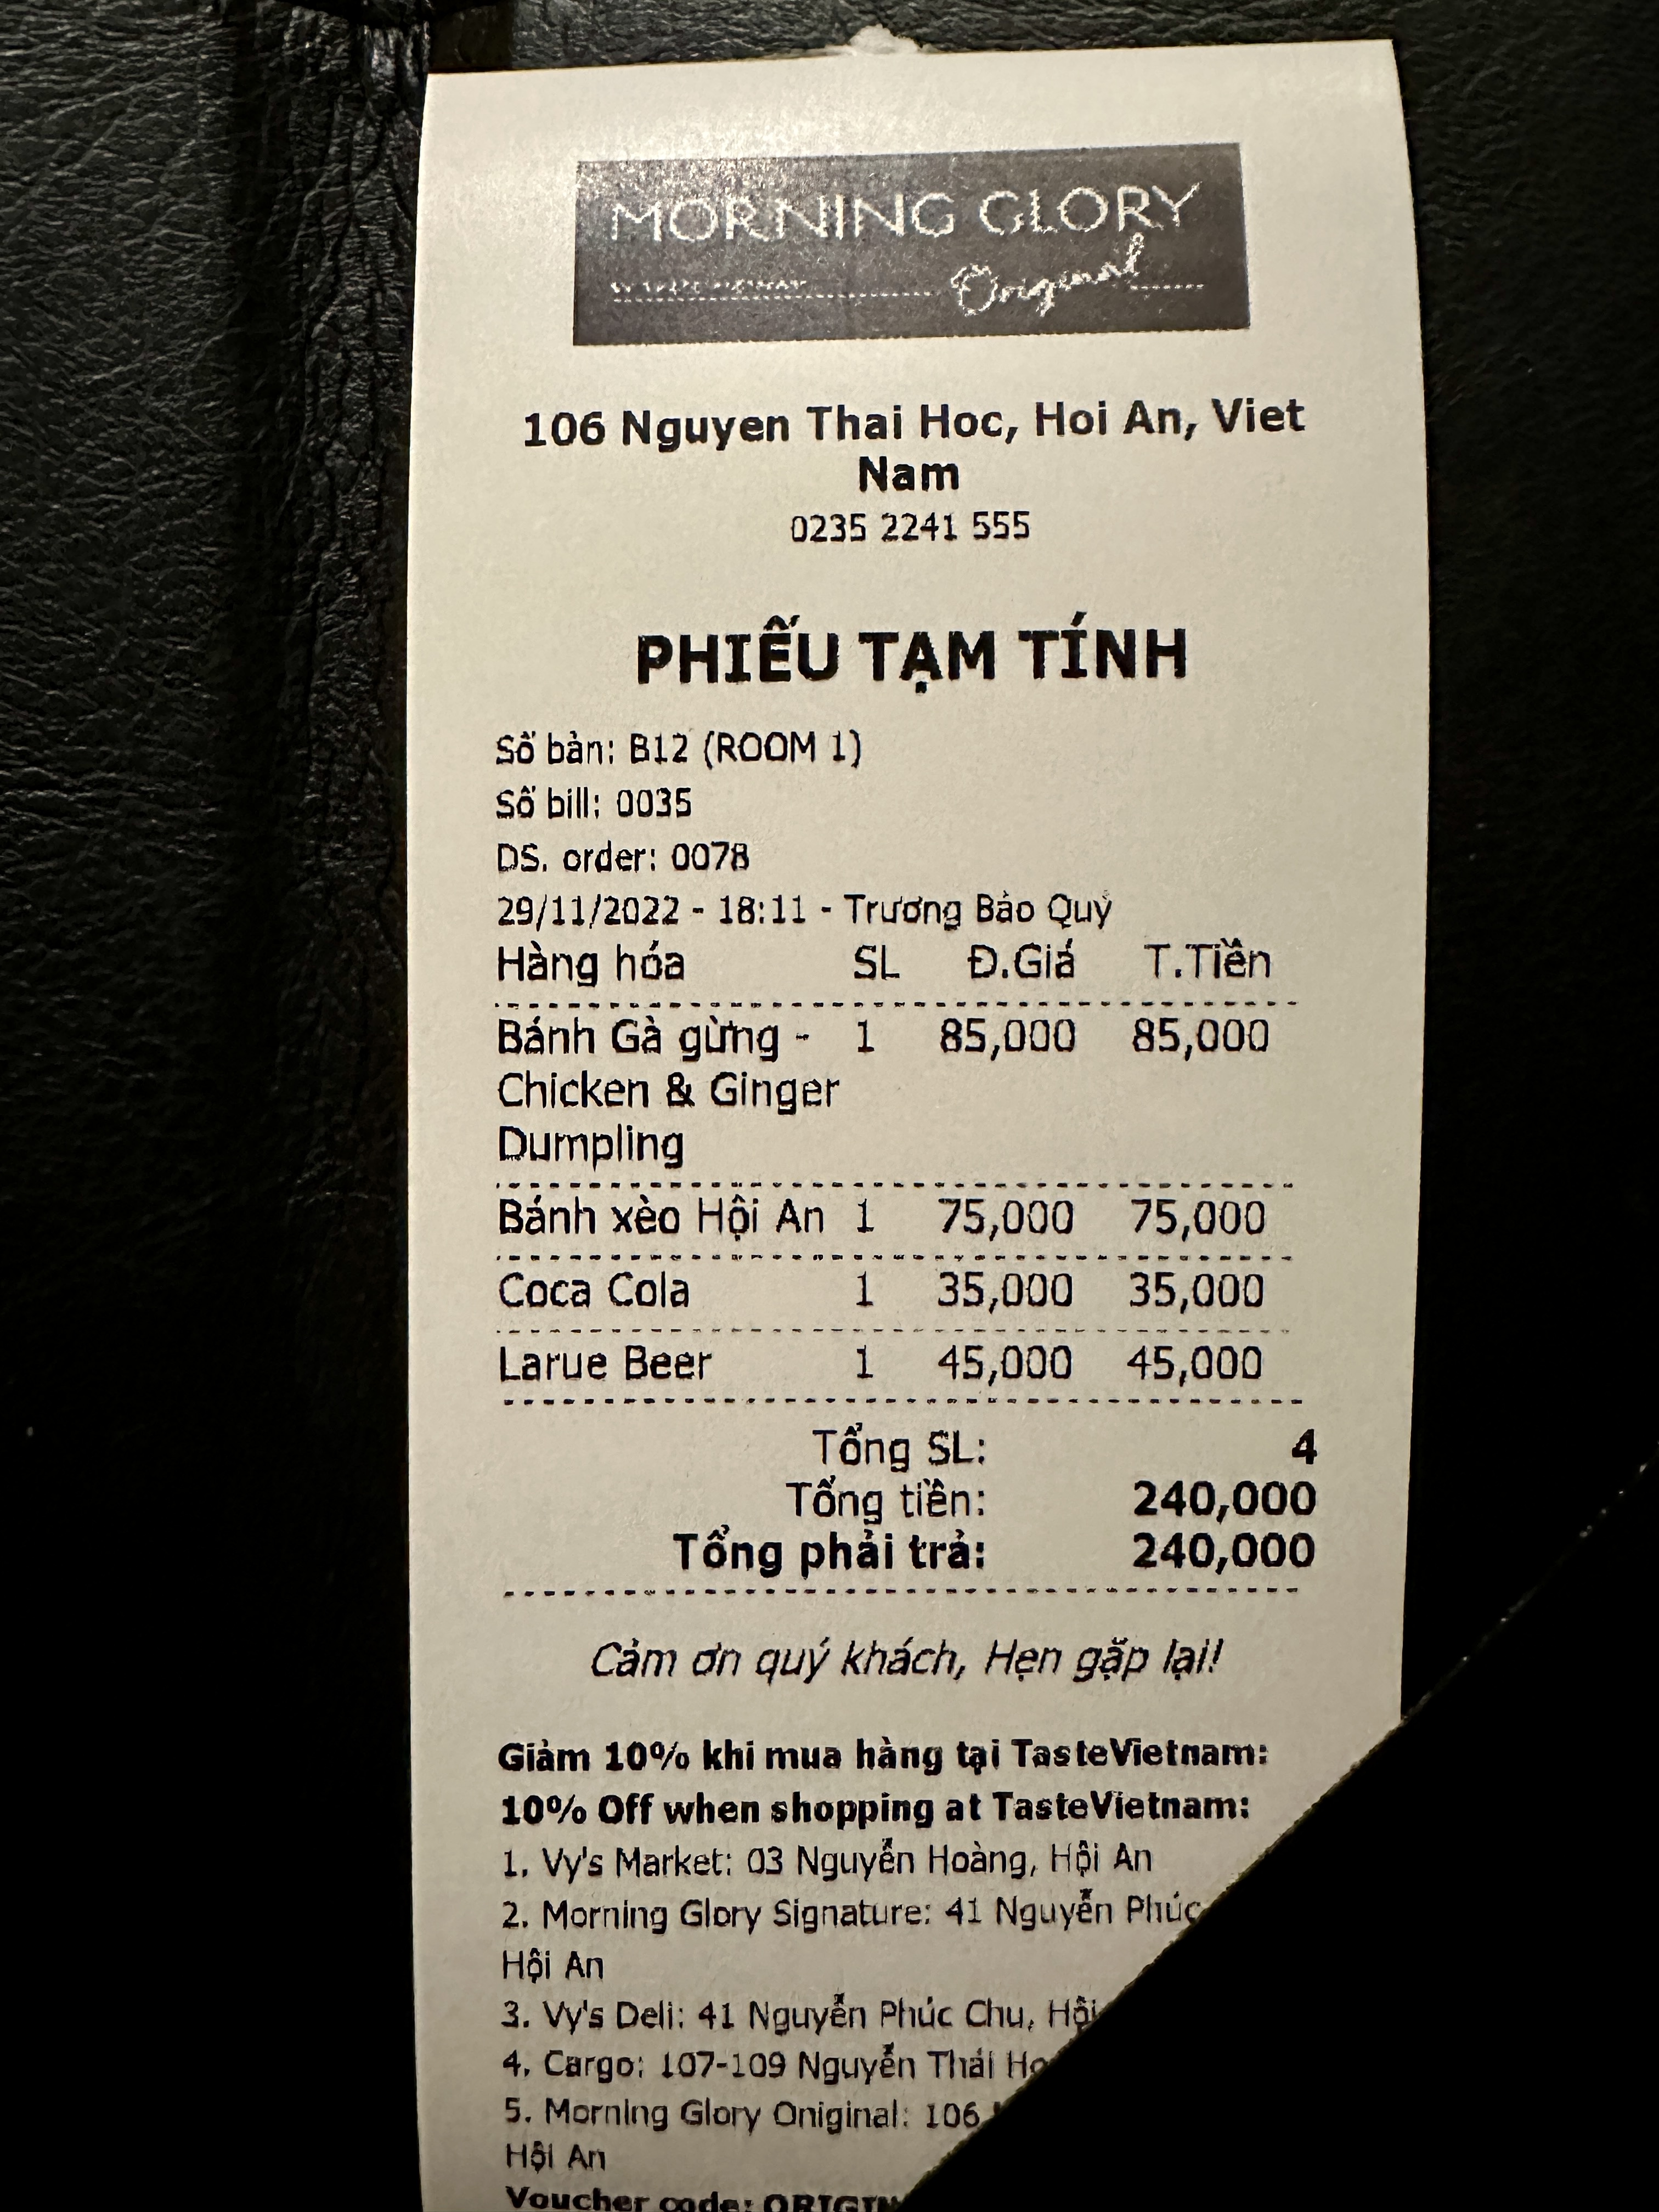 MORNING GLORY
Original
106 Nguyen Thai Hoc, Hoi An, Viet
Nam
0235 2241 555
PHIẾU TẠM TÍNH
Số bàn: B12 (ROOM 1)
Số bill: 0035
DS. order: 0078
29/11/2022 - 18:11 - Trương Bảo Quý
Hàng hóa SL Đ.Giá T.Tiền
Bánh Gà gừng - 1 85,000 85,000
Chicken & Ginger
Dumpling
Bánh xèo Hội An 1 75,000 75,000
Coca Cola 1 35,000 35,000
Larue Beer 1 45,000 45,000
Tổng SL: 4
Tổng tiền: 240,000
Tổng phải trả: 240,000
Cảm ơn quý khách, Hẹn gặp lại!
Giảm 10% khi mua hàng tại TasteVietnam:
10% Off when shopping at TasteVietnam:
1. Vy's Market: 03 Nguyễn Hoàng, Hội An
2. Morning Glory Signature: 41 Nguyễn Phúc
Hội An
3. Vy's Deli: 41 Nguyễn Phúc Chu, Hội
4. Cargo: 107-109 Nguyễn Thái
5. Morning Glory Oniginal: 106
Hội An
Voucher code: